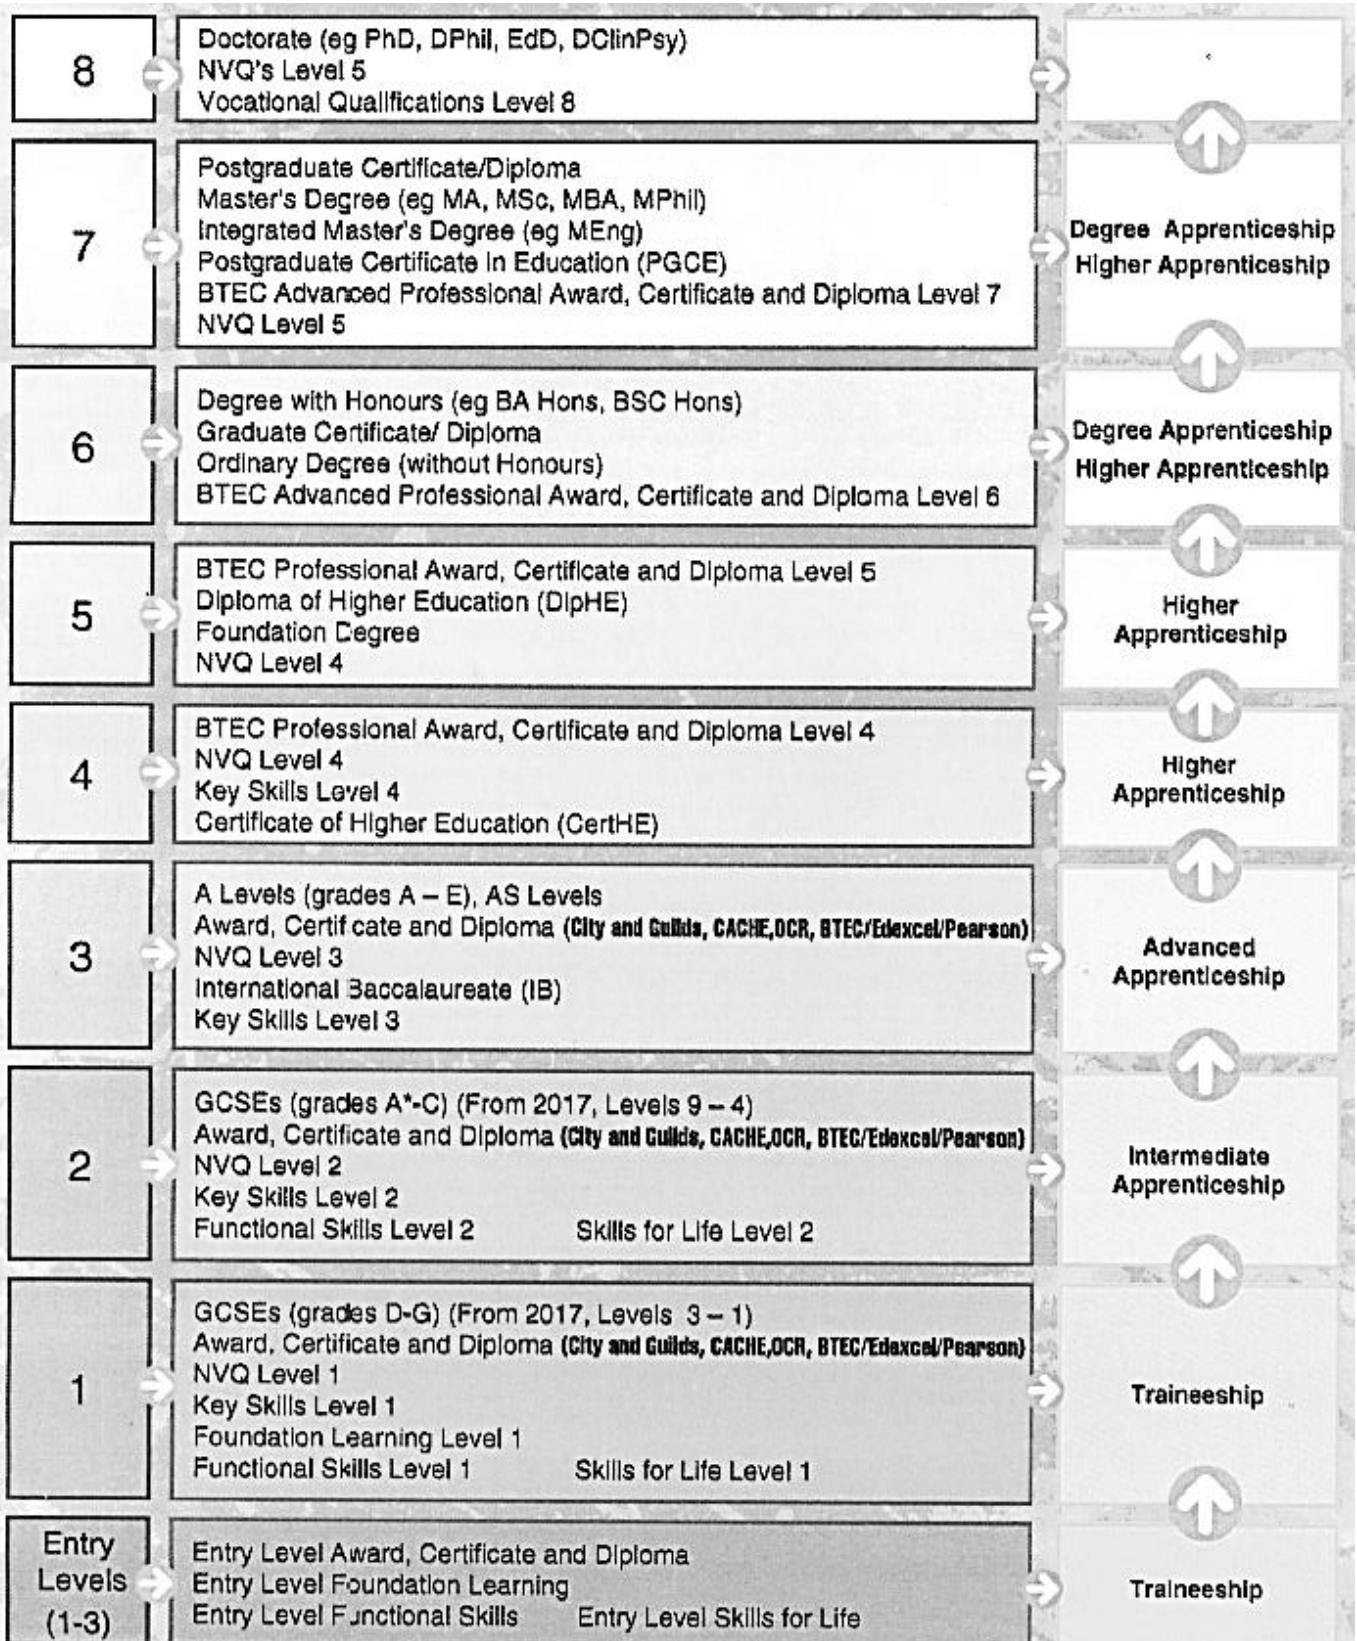 8
Doctorate (eg PhD, DPhil, EdD, DClinPsy)
NVQ's Level 5
Vocational Qualifications Level 8
7
Postgraduate Certificate/Diploma
Master's Degree (eg MA, MSc, MBA, MPhil)
Integrated Master's Degree (eg MEng)
Postgraduate Certificate in Education (PGCE)
BTEC Advanced Professional Award, Certificate and Diploma Level 7
NVQ Level 5
Degree Apprenticeship
Higher Apprenticeship
6
Degree with Honours (eg BA Hons, BSC Hons)
Graduate Certificate/ Diploma
Ordinary Degree (without Honours)
BTEC Advanced Professional Award, Certificate and Diploma Level 6
Degree Apprenticeship
Higher Apprenticeship
5
BTEC Professional Award, Certificate and Diploma Level 5
Diploma of Higher Education (DipHE)
Foundation Degree
NVQ Level 4
Higher
Apprenticeship
4
BTEC Professional Award, Certificate and Diploma Level 4
NVQ Level 4
Key Skills Level 4
Certificate of Higher Education (CertHE)
Higher
Apprenticeship
3
A Levels (grades A – E), AS Levels
Award, Certificate and Diploma (City and Guilds, CACHE,OCR, BTEC/Edexcel/Pearson)
NVQ Level 3
International Baccalaureate (IB)
Key Skills Level 3
Advanced
Apprenticeship
2
GCSEs (grades A*-C) (From 2017, Levels 9 – 4)
Award, Certificate and Diploma (City and Guilds, CACHE,OCR, BTEC/Edexcel/Pearson)
NVQ Level 2
Key Skills Level 2
Functional Skills Level 2 Skills for Life Level 2
Intermediate
Apprenticeship
1
GCSEs (grades D-G) (From 2017, Levels 3 – 1)
Award, Certificate and Diploma (City and Guilds, CACHE,OCR, BTEC/Edexcel/Pearson)
NVQ Level 1
Key Skills Level 1
Foundation Learning Level 1
Functional Skills Level 1 Skills for Life Level 1
Traineeship
Entry
Levels
(1-3)
Entry Level Award, Certificate and Diploma
Entry Level Foundation Learning
Entry Level Functional Skills Entry Level Skills for Life
Traineeship